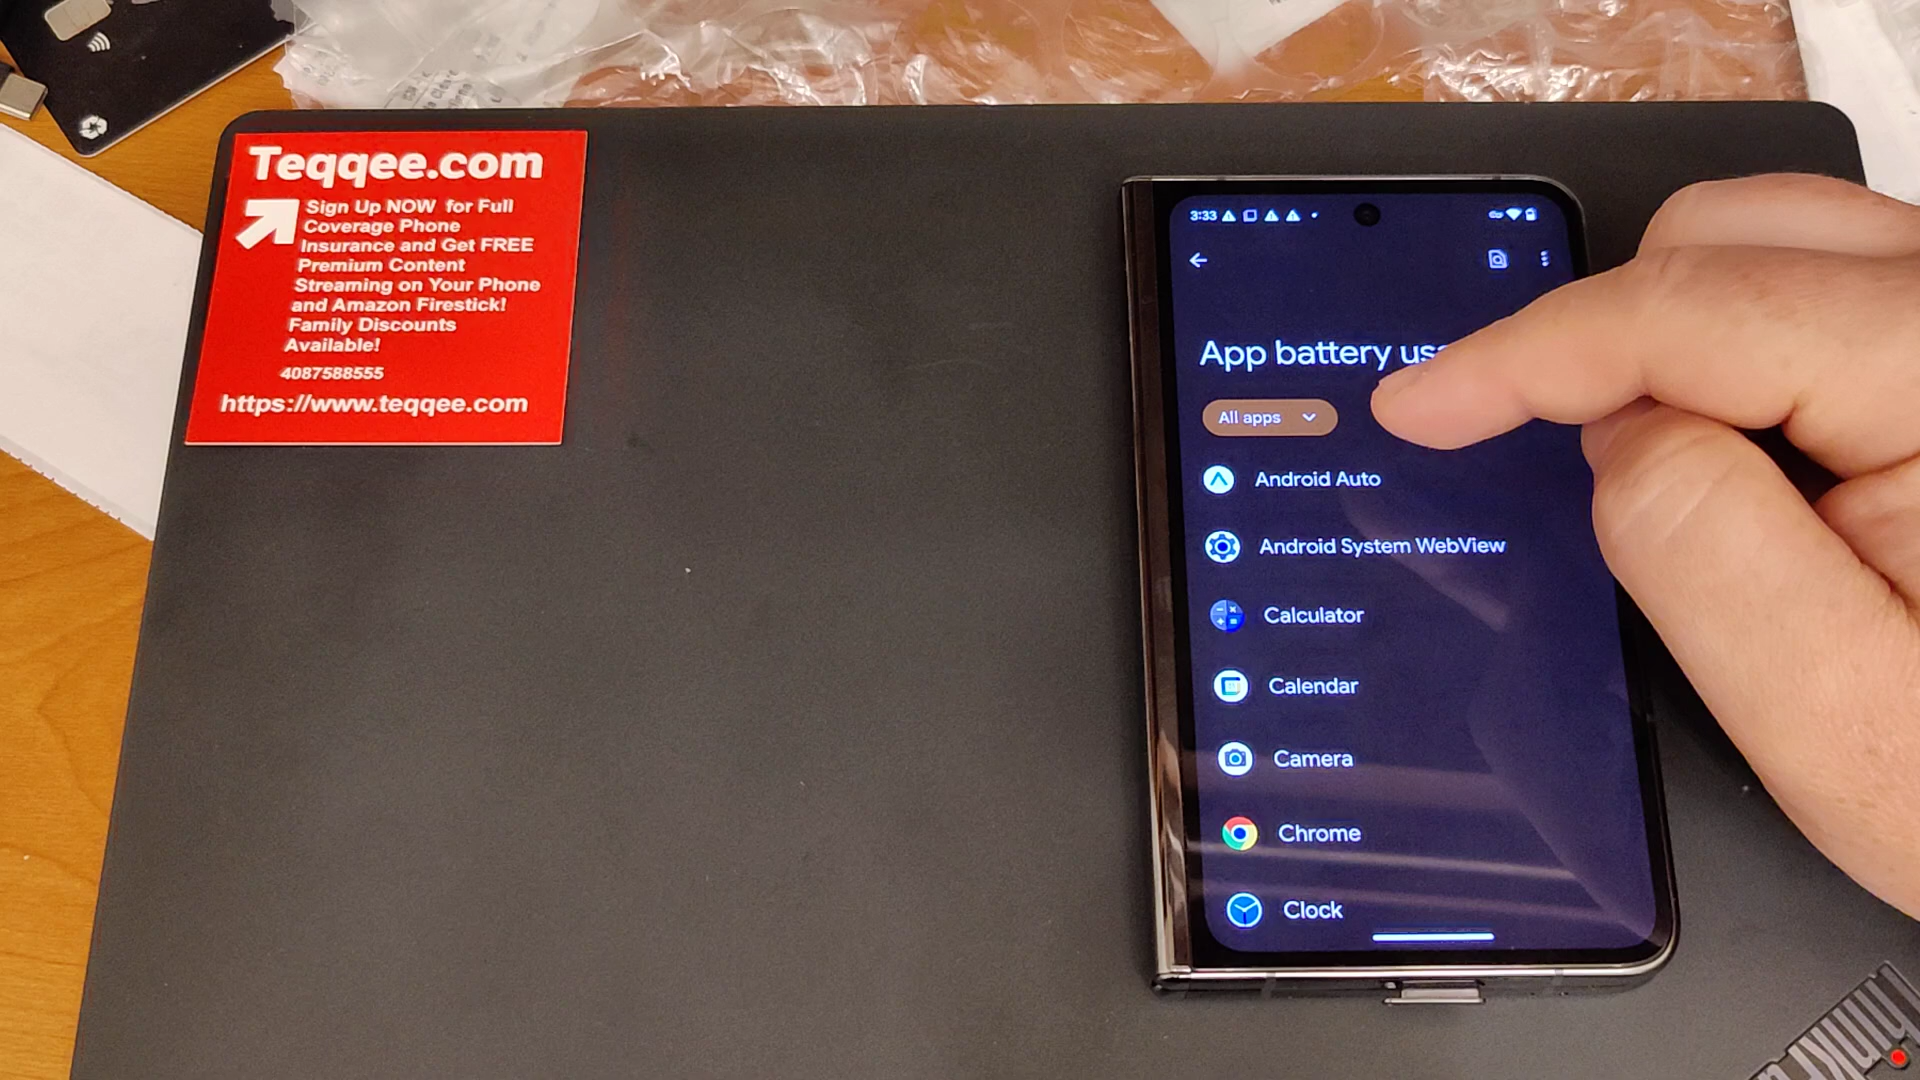 Teqqee.com
Sign Up NOW for Full
Coverage Phone
Insurance and Get FREE
Premium Content
Streaming on Your Phone
and Amazon Firestick!
Family Discounts
Available!
4087588555
https://www.teqqee.com
3:33
App battery
All apps
Android Auto
Android System WebView
Calculator
Calendar
Camera
Chrome
Clock